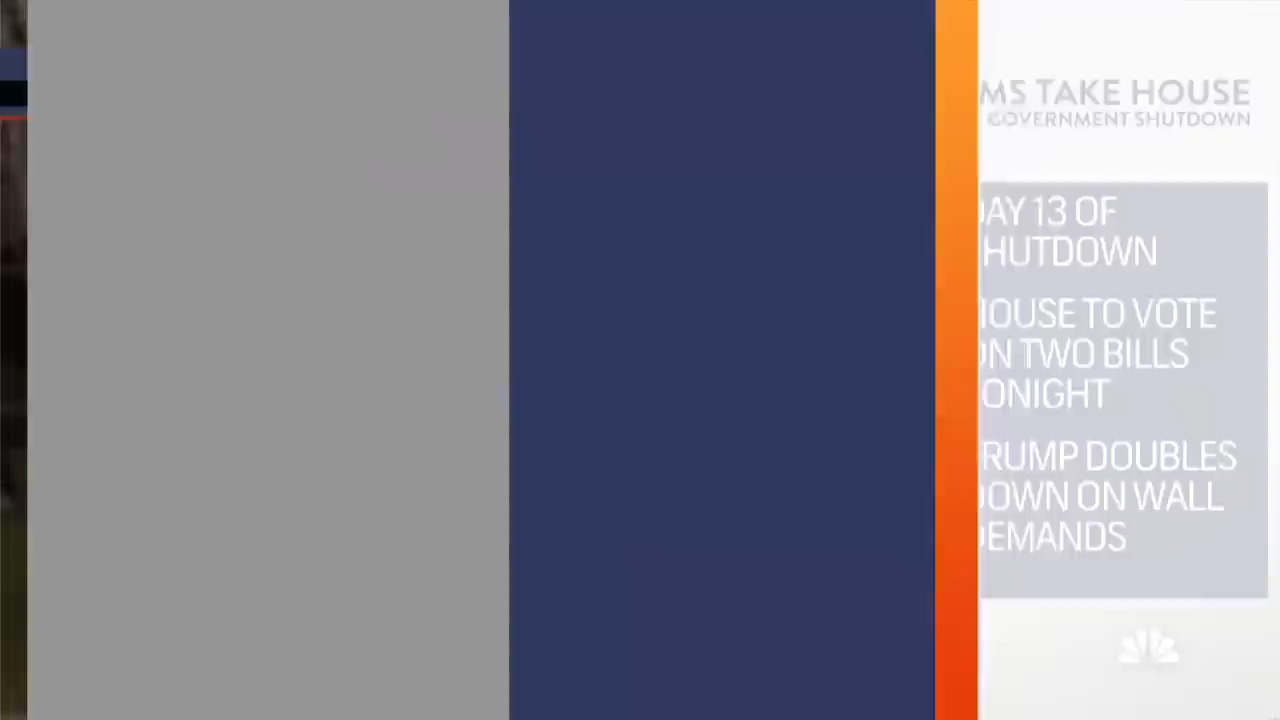 MS TAKE HOUSE
GOVERNMENT SHUTDOWN
AY 13 OF
HUTDOWN
OUSE TO VOTE
N TWO BILLS
ONIGHT
RUMP DOUBLES
OWN ON WALL
EMANDS